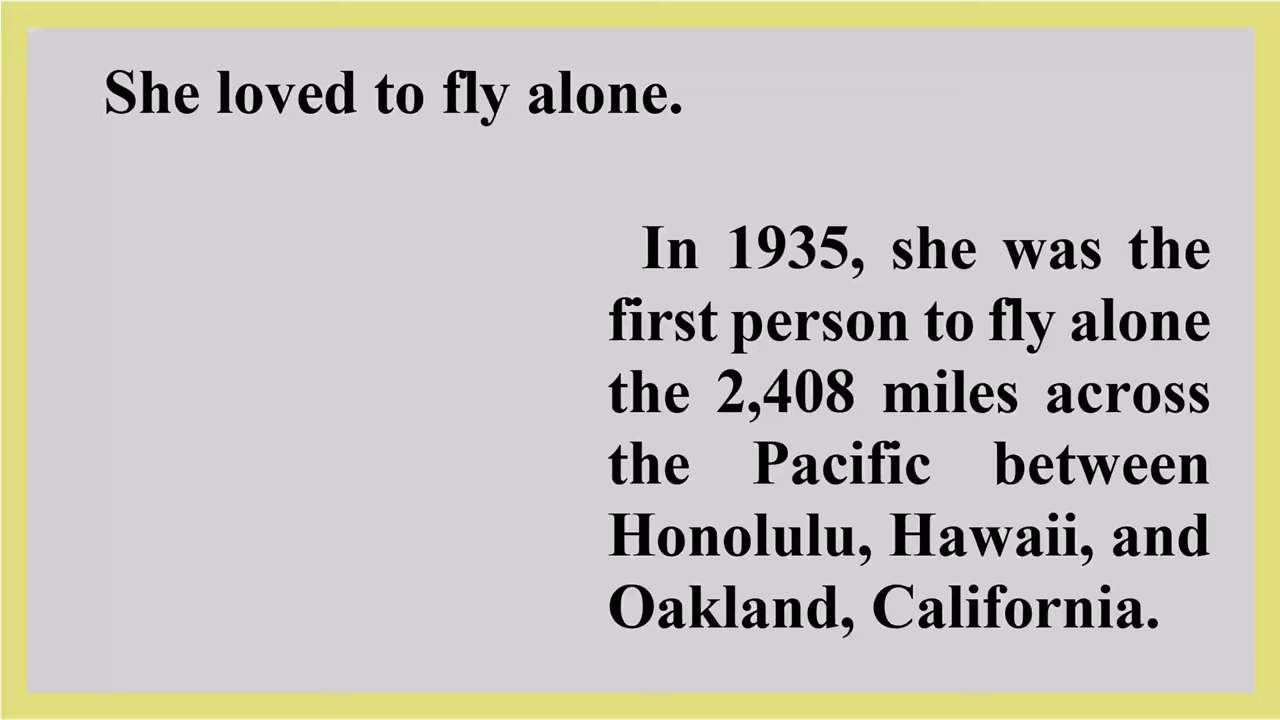 She loved to fly alone.
In 1935, she was the
first person to fly alone
the 2,408 miles across
the Pacific between
Honolulu, Hawaii, and
Oakland, California.